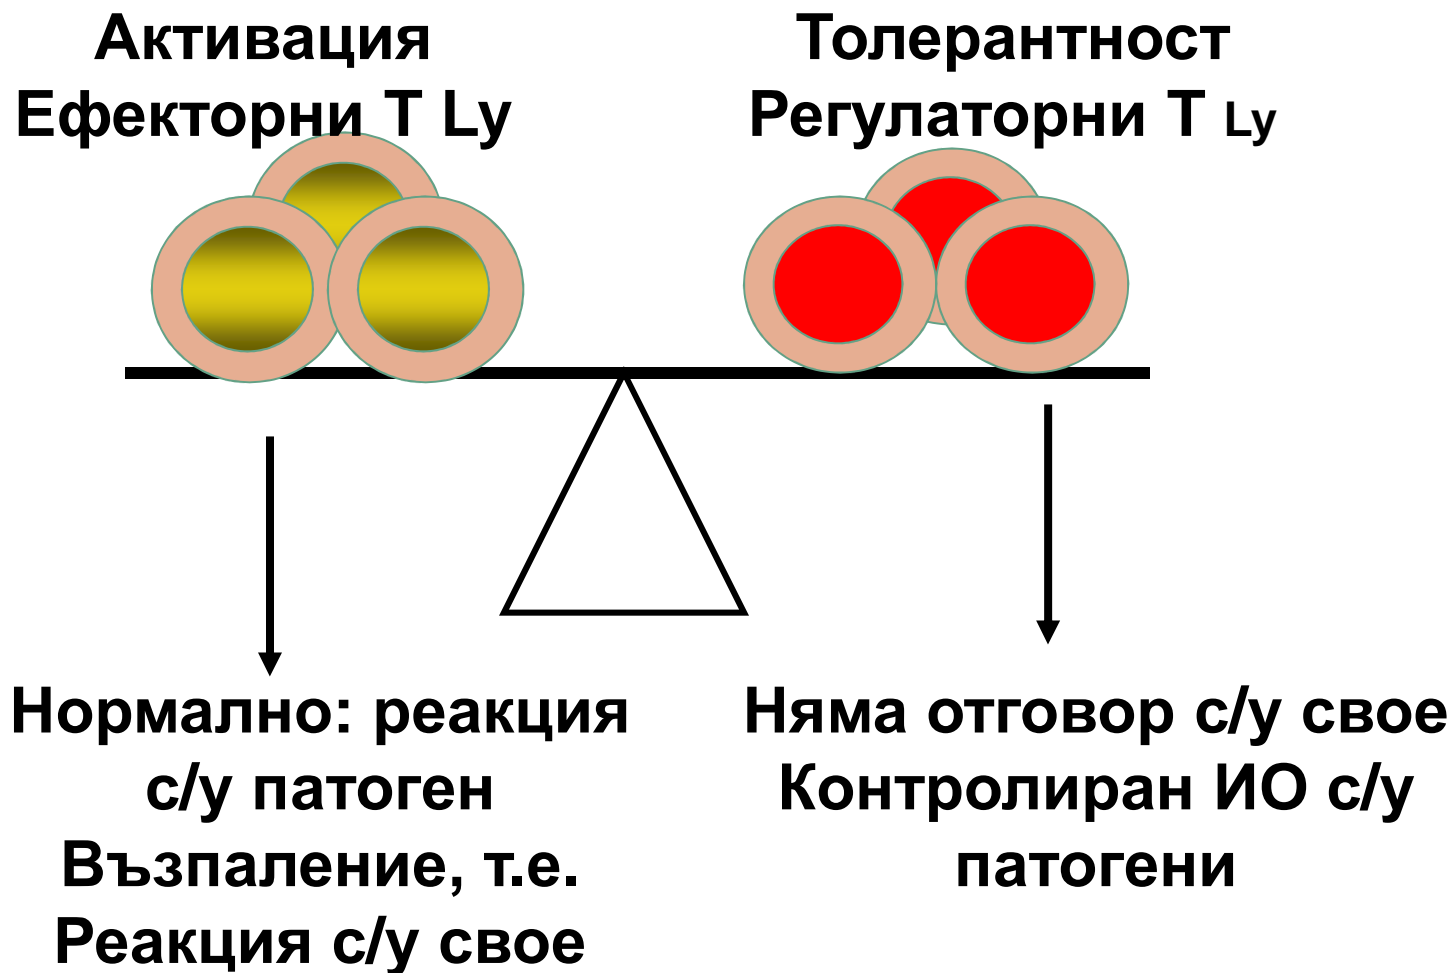 Активация
Ефекторни T Ly
Толерантност
Регулаторни T Ly
Нормално: реакция
с/у патоген
Възпаление, т.е.
Реакция с/у свое
Няма отговор с/у свое
Контролиран ИО с/у
патогени